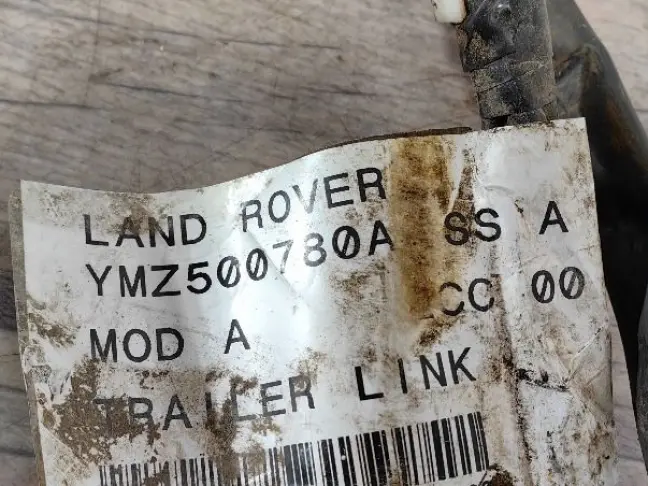 LAND ROVER
YMZ500780A SS A
MOD A CC 00
TRAILER LINK